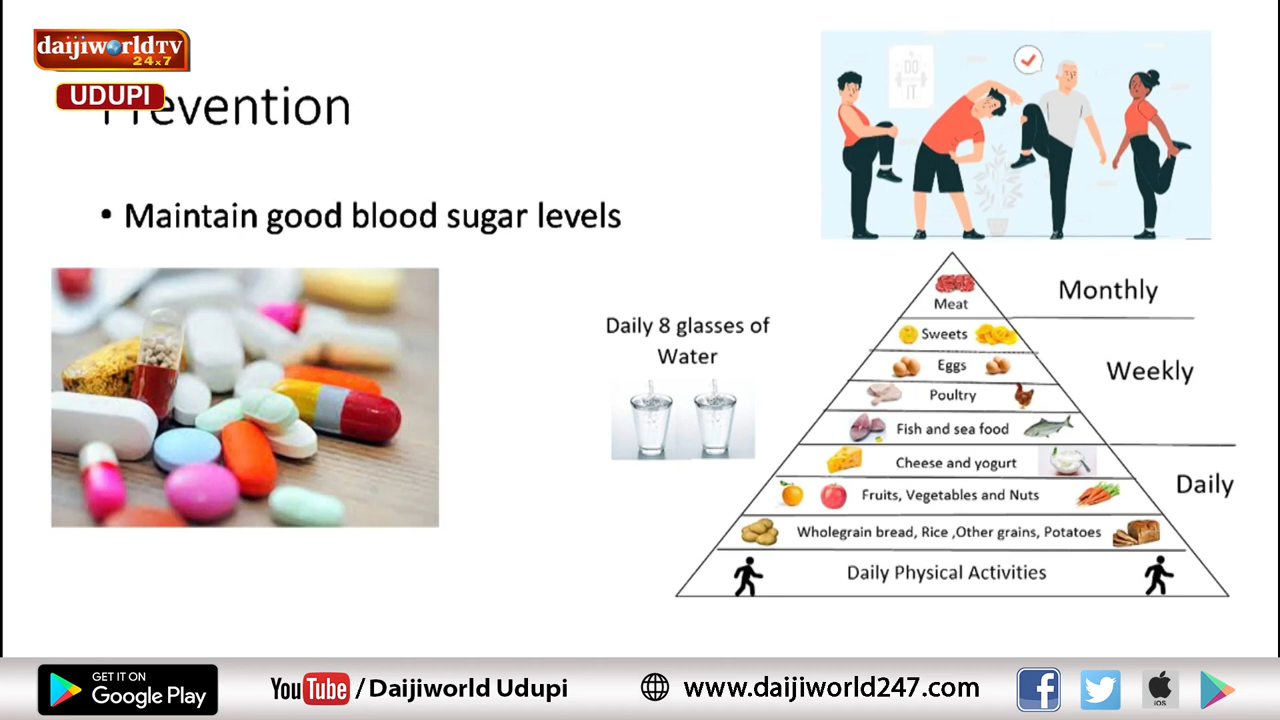 daijiworldTV
24x7
UDUPI
Prevention
• Maintain good blood sugar levels
DO
IT
Daily 8 glasses of
Water
Meat
Sweets
Eggs
Poultry
Fish and sea food
Cheese and yogurt
Fruits, Vegetables and Nuts
Wholegrain bread, Rice ,Other grains, Potatoes
Daily Physical Activities
Monthly
Weekly
Daily
GET IT ON
Google Play
YouTube / Daijiworld Udupi
www.daijiworld247.com
iOS